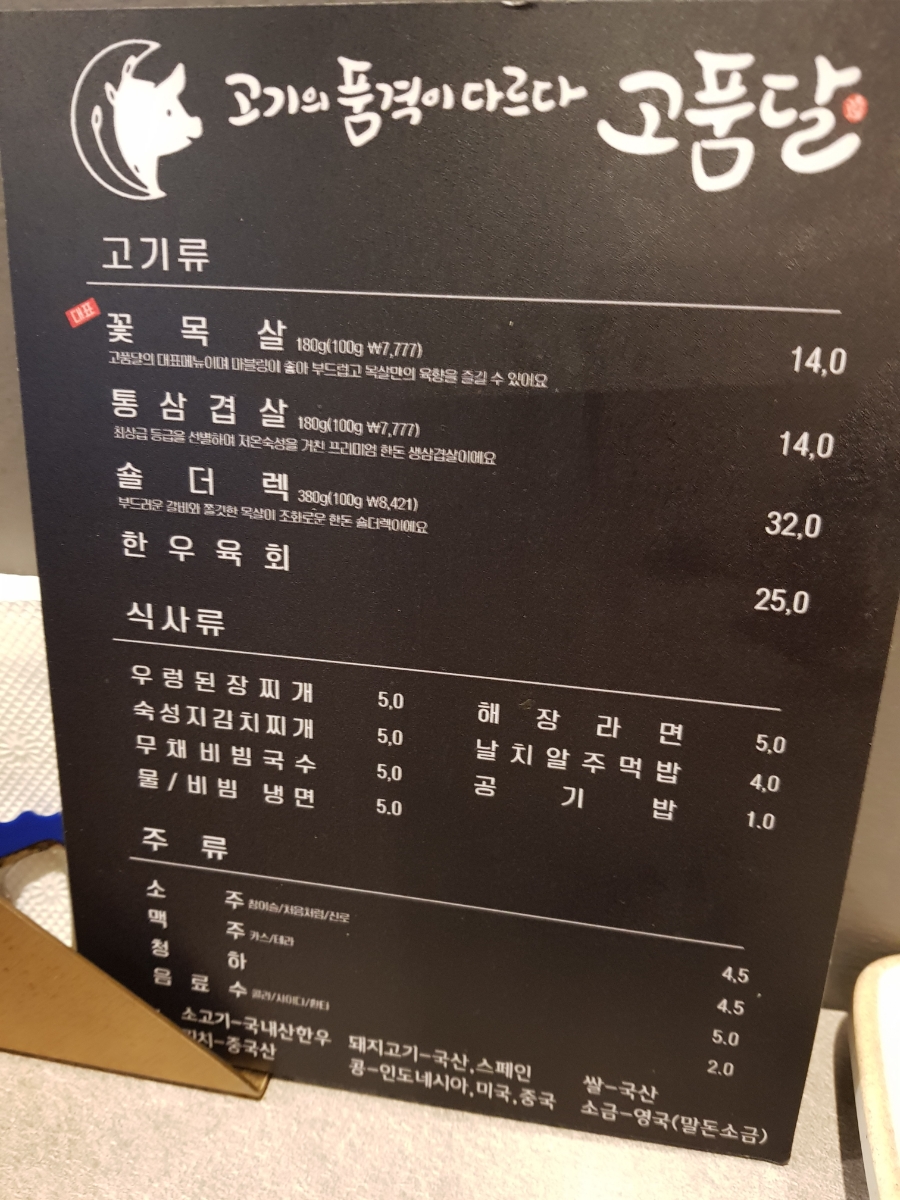 고기의 품격이 다르다 고품달
고기류
대표
꽃목살 180g(100g ₩7,777) 14,0
고품달의 대표메뉴이며 마블링이 좋아 부드럽고 목살만의 육향을 즐길 수 있어요
통삼겹살 180g(100g ₩7,777) 14,0
최상급 등급을 선별하여 저온숙성을 거친 프리미엄 한돈 생삼겹살이에요
숄더렉 380g(100g ₩8,421) 32,0
부드러운 갈비와 쫄깃한 목살이 조화로운 한돈 숄더렉이에요
한우육회 25,0
식사류
우렁된장찌개 5,0 해장라면 5,0
숙성지김치찌개 5,0 날치알주먹밥 4,0
무채비빔국수 5,0 공기밥 1.0
물/비빔 냉면 5.0
주류
소주 참이슬/처음처럼/진로 4,5
맥주 카스/테라 4.5
청하 5.0
음료수 콜라/사이다/환타 2.0
소고기-국내산한우 돼지고기-국산,스페인 쌀-국산
김치-중국산 콩-인도네시아,미국,중국 소금-영국(말돈소금)